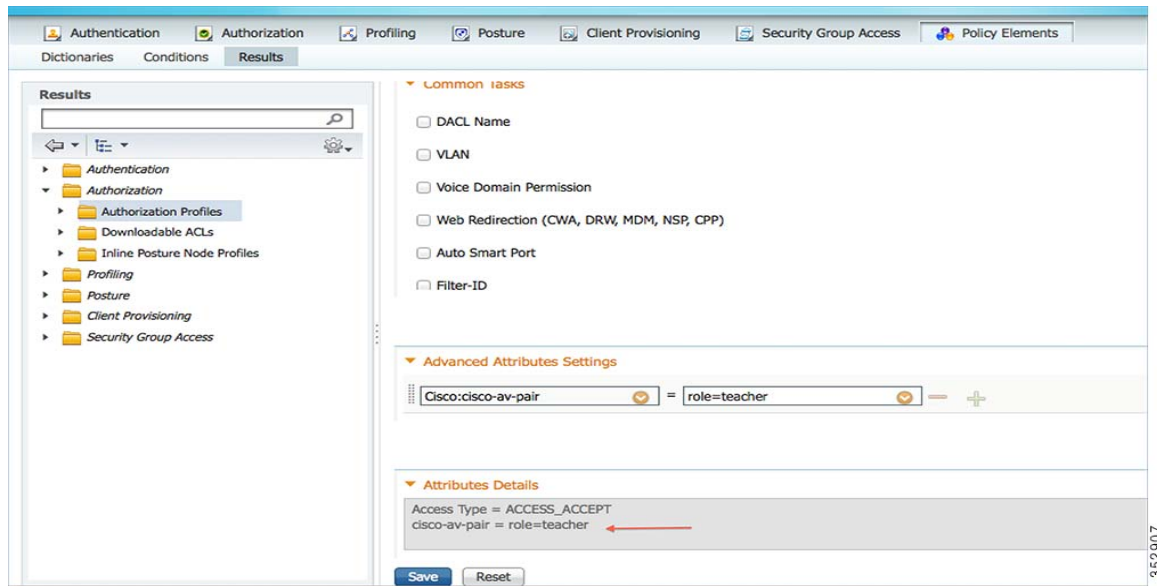 Authentication Authorization Profiling Posture Client Provisioning Security Group Access Policy Elements
Dictionaries Conditions Results
Results
Authentication
Authorization
Authorization Profiles
Downloadable ACLs
Inline Posture Node Profiles
Profiling
Posture
Client Provisioning
Security Group Access
Common Tasks
DACL Name
VLAN
Voice Domain Permission
Web Redirection (CWA, DRW, MDM, NSP, CPP)
Auto Smart Port
Filter-ID
Advanced Attributes Settings
Cisco:cisco-av-pair = role=teacher
Attributes Details
Access Type = ACCESS_ACCEPT
cisco-av-pair = role=teacher
Save Reset
352907